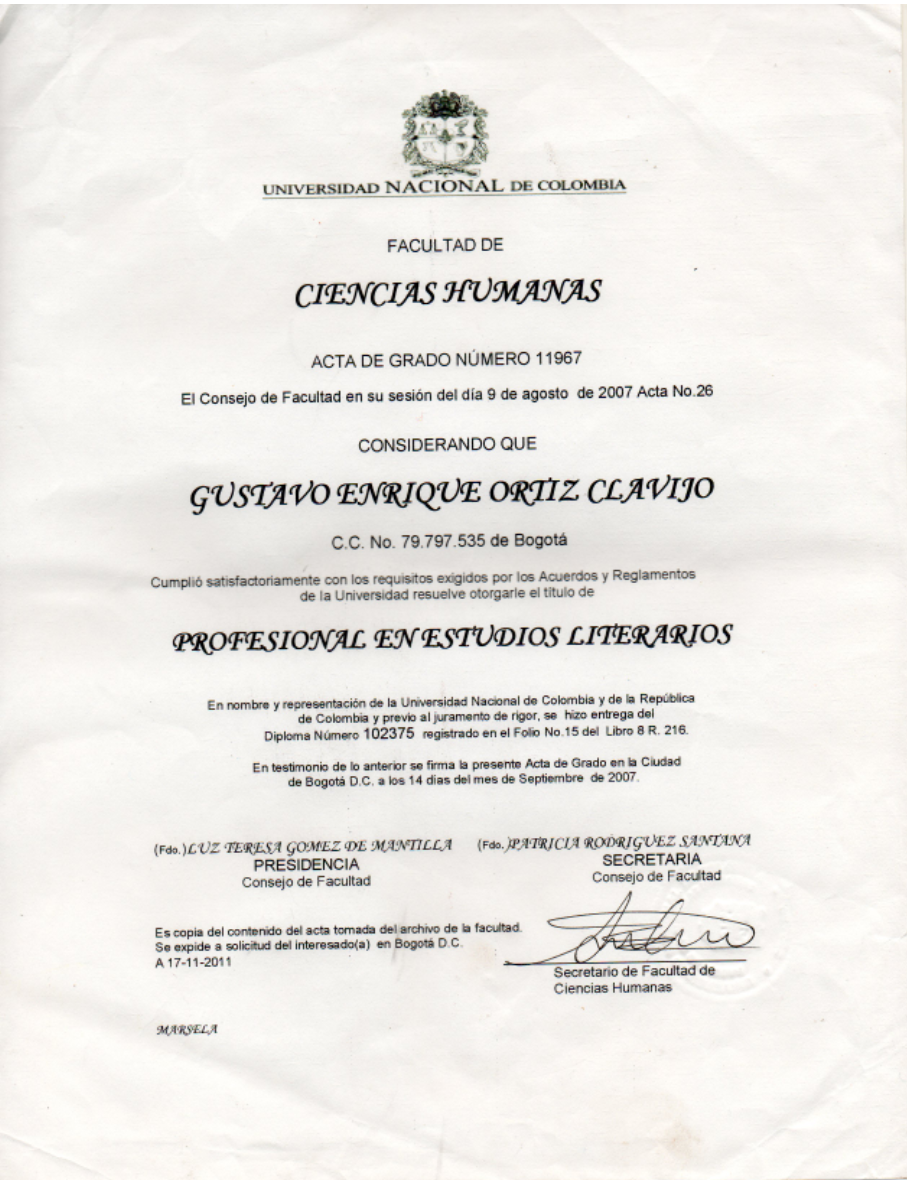 UNIVERSIDAD NACIONAL DE COLOMBIA
FACULTAD DE
CIENCIAS HUMANAS
ACTA DE GRADO NÚMERO 11967
El Consejo de Facultad en su sesión del día 9 de agosto de 2007 Acta No.26
CONSIDERANDO QUE
GUSTAVO ENRIQUE ORTIZ CLAVIJO
C.C. No. 79.797.535 de Bogotá
Cumplió satisfactoriamente con los requisitos exigidos por los Acuerdos y Reglamentos
de la Universidad resuelve otorgarle el titulo de
PROFESIONAL EN ESTUDIOS LITERARIOS
En nombre y representación de la Universidad Nacional de Colombia y de la República
de Colombia y previo al juramento de rigor, se hizo entrega del
Diploma Número 102375 registrado en el Folio No.15 del Libro 8 R. 216.
En testimonio de lo anterior se firma la presente Acta de Grado en la Ciudad
de Bogotá D.C. a los 14 dias del mes de Septiembre de 2007.
(Fdo.)LUZ TERESA GOMEZ DE MANTILLA (Fdo.)PATRICIA RODRIGUEZ SANTANA
PRESIDENCIA SECRETARIA
Consejo de Facultad Consejo de Facultad
Es copia del contenido del acta tomada del archivo de la facultad.
Se expide a solicitud del interesado(a) en Bogotá D.C.
A 17-11-2011
Secretario de Facultad de
Ciencias Humanas
MARSELA